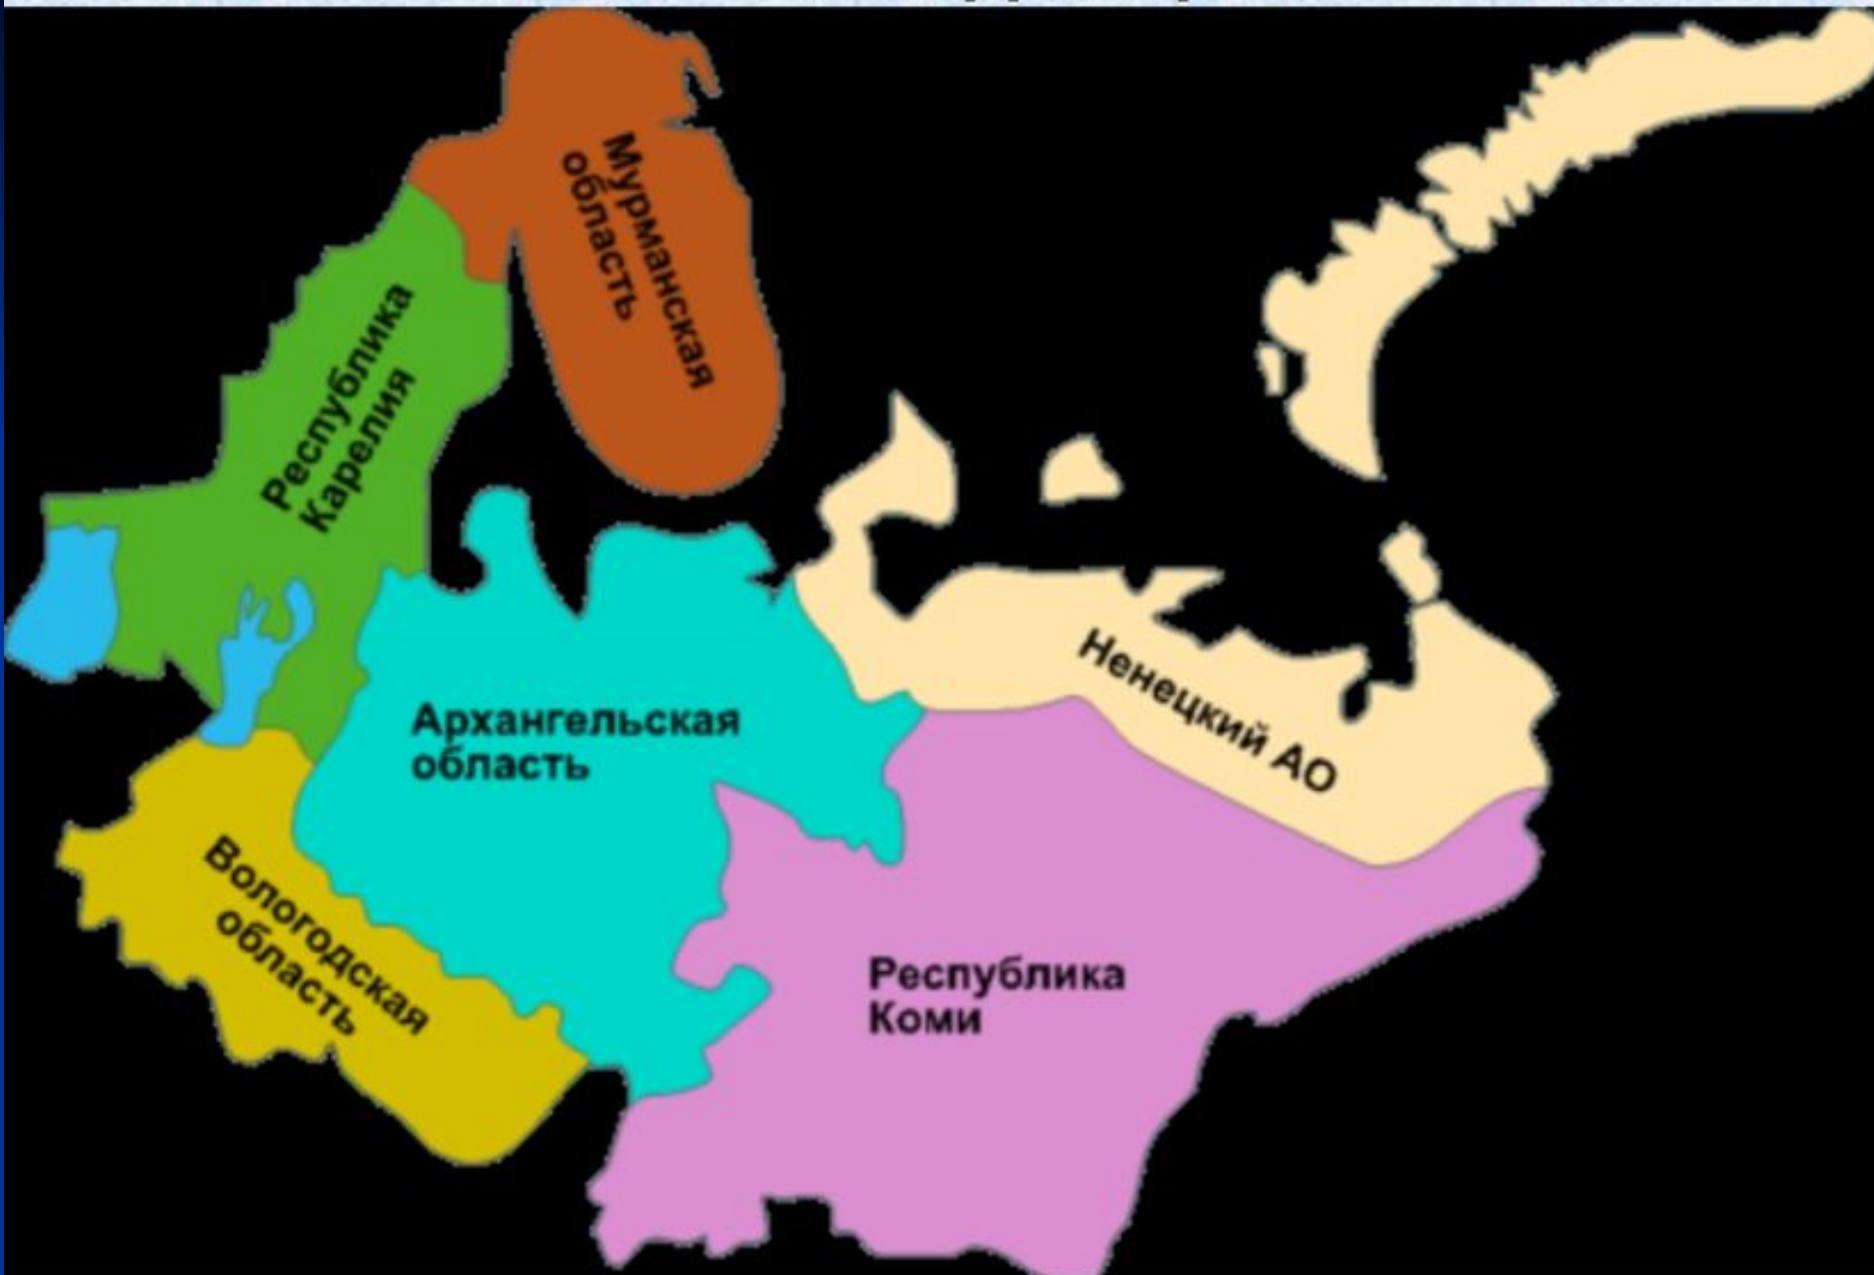 Мурманская
область
Республика
Карелия
Ненецкий АО
Архангельская
область
Вологодская
область
Республика
Коми